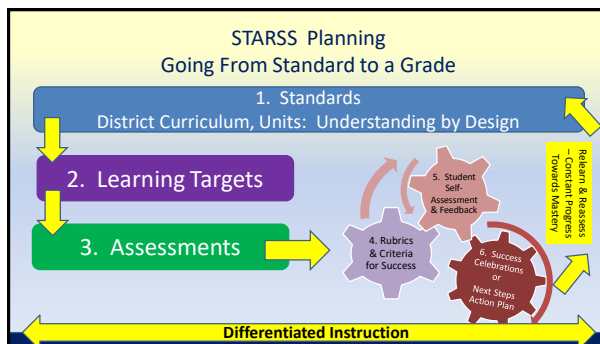 STARSS Planning
Going From Standard to a Grade
1. Standards
District Curriculum, Units: Understanding by Design
2. Learning Targets
3. Assessments
4. Rubrics
& Criteria
for Success
5. Student
Self-
Assessment
& Feedback
6. Success
Celebrations
or
Next Steps
Action Plan
Relearn & Reassess
– Constant Progress
Towards Mastery
Differentiated Instruction